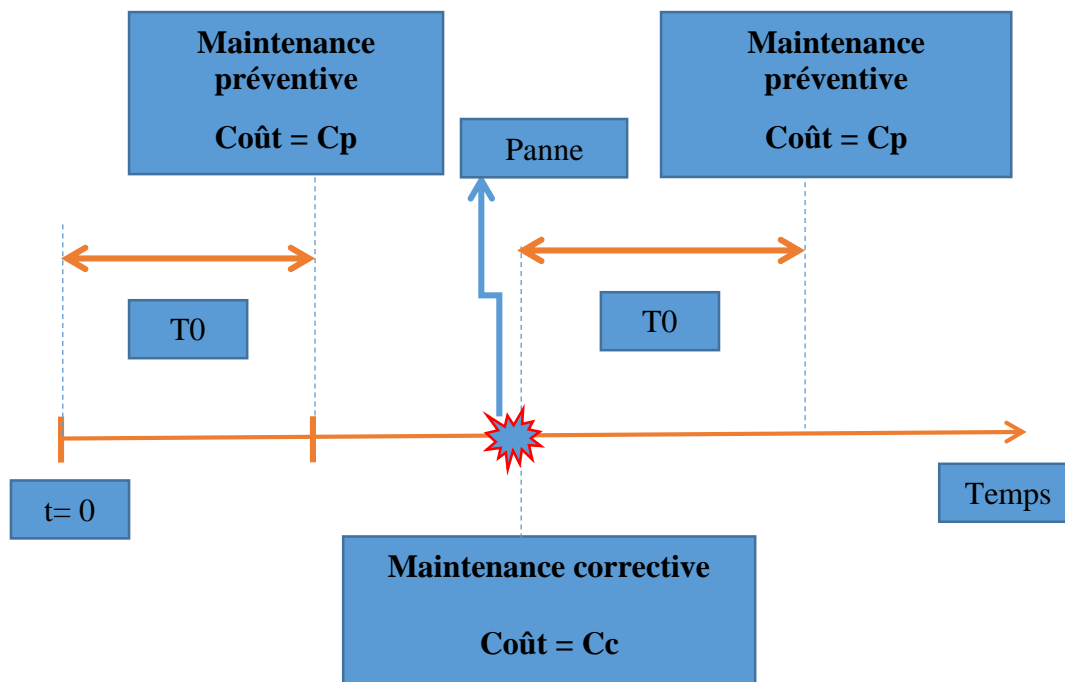 Maintenance
préventive
Coût = Cp
Maintenance
préventive
Coût = Cp
Panne
T0
T0
t= 0
Temps
Maintenance corrective
Coût = Cc